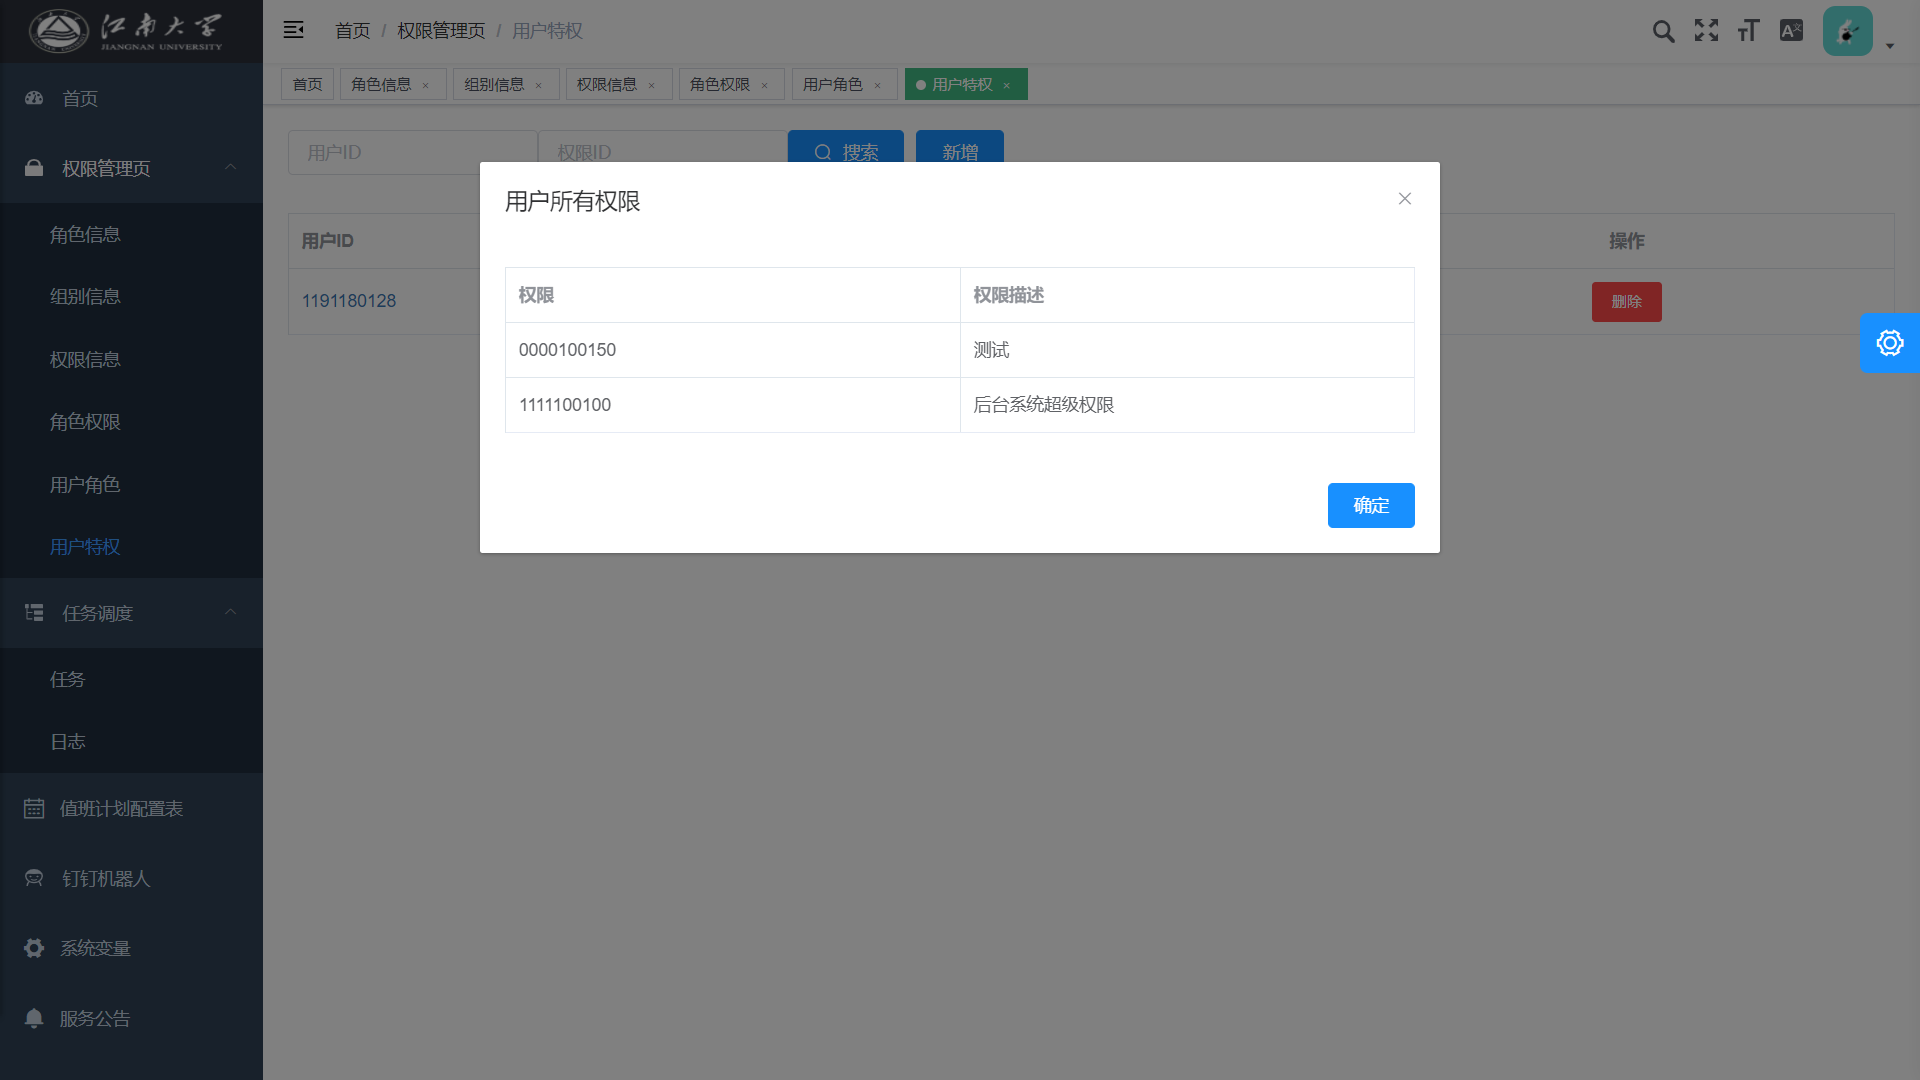 江南大学
JIANGNAN UNIVERSITY
首页 / 权限管理页 / 用户特权
首页
角色信息 ×
组别信息 ×
权限信息 ×
角色权限 ×
用户角色 ×
用户特权 ×
首页
权限管理页
角色信息
组别信息
权限信息
角色权限
用户角色
用户特权
任务调度
任务
日志
值班计划配置表
钉钉机器人
系统变量
服务公告
用户ID
权限ID
搜索
新增
用户ID
操作
1191180128
删除
用户所有权限
权限 权限描述
0000100150 测试
1111100100 后台系统超级权限
确定